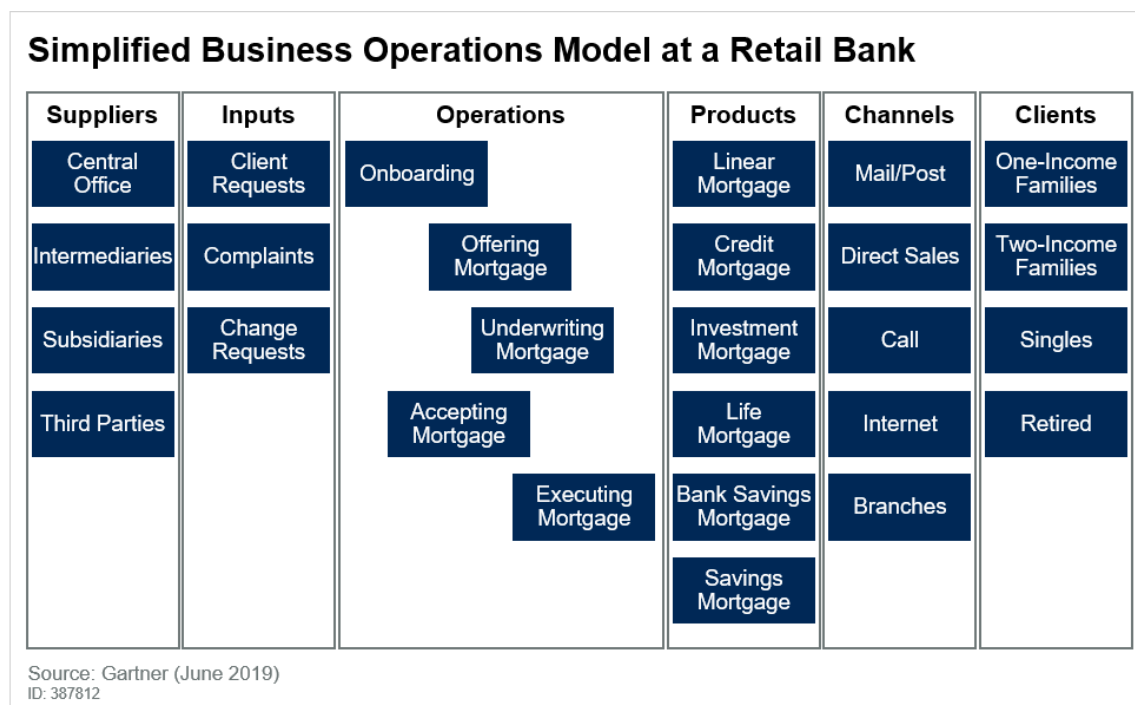 Simplified Business Operations Model at a Retail Bank
Suppliers
Central
Office
Intermediaries
Subsidiaries
Third Parties
Inputs
Client
Requests
Complaints
Change
Requests
Operations
Onboarding
Offering
Mortgage
Underwriting
Mortgage
Accepting
Mortgage
Executing
Mortgage
Products
Linear
Mortgage
Credit
Mortgage
Investment
Mortgage
Life
Mortgage
Bank Savings
Mortgage
Savings
Mortgage
Channels
Mail/Post
Direct Sales
Call
Internet
Branches
Clients
One-Income
Families
Two-Income
Families
Singles
Retired
Source: Gartner (June 2019)
ID: 387812